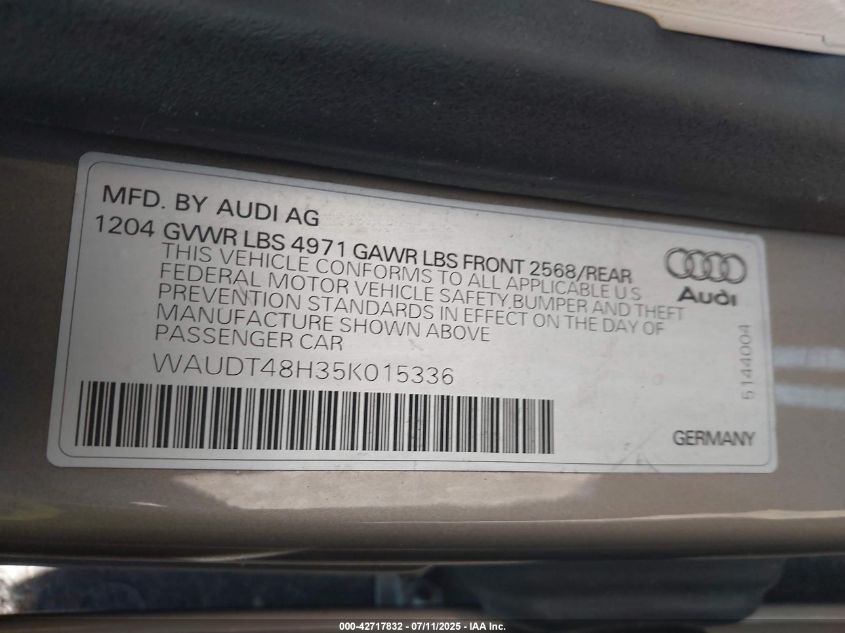 MFD. BY AUDI AG
1204 GVWR LBS 4971 GAWR LBS FRONT 2568/REAR
THIS VEHICLE CONFORMS TO ALL APPLICABLE U S
FEDERAL MOTOR VEHICLE SAFETY,BUMPER AND THEFT
PREVENTION STANDARDS IN EFFECT ON THE DAY OF
MANUFACTURE SHOWN ABOVE
PASSENGER CAR
WAUDT48H35K015336
Audi
5144004
GERMANY
000-42717832 - 07/11/2025 - IAA Inc.